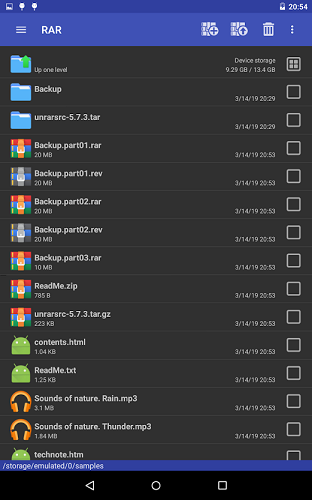 20:54
RAR
Device storage
Up one level
9.29 GB / 13.4 GB
Backup
3/14/19 20:29
unrarsrc-5.7.3.tar
3/14/19 20:29
Backup.part01.rar
20 MB
3/14/19 20:53
Backup.part01.rev
20 MB
3/14/19 20:53
Backup.part02.rar
20 MB
3/14/19 20:53
Backup.part02.rev
20 MB
3/14/19 20:53
Backup.part03.rar
10 MB
3/14/19 20:53
ReadMe.zip
785 B
3/14/19 20:53
unrarsrc-5.7.3.tar.gz
223 KB
3/14/19 20:53
contents.html
1.04 KB
3/14/19 20:53
ReadMe.txt
1.25 KB
3/14/19 20:53
Sounds of nature. Rain.mp3
3.1 MB
3/14/19 20:53
Sounds of nature. Thunder.mp3
1.84 MB
3/14/19 20:53
technote.htm
/storage/emulated/0/samples